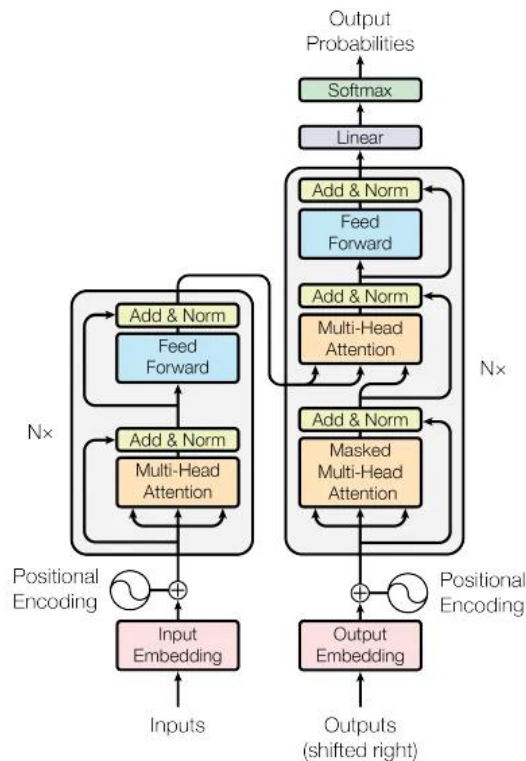 Output
Probabilities
Softmax
Linear
Add & Norm
Feed
Forward
Add & Norm
Multi-Head
Attention
Nx
Add & Norm
Masked
Multi-Head
Attention
Add & Norm
Feed
Forward
Nx
Add & Norm
Multi-Head
Attention
Positional
Encoding
Positional
Encoding
Input
Embedding
Output
Embedding
Inputs
Outputs
(shifted right)